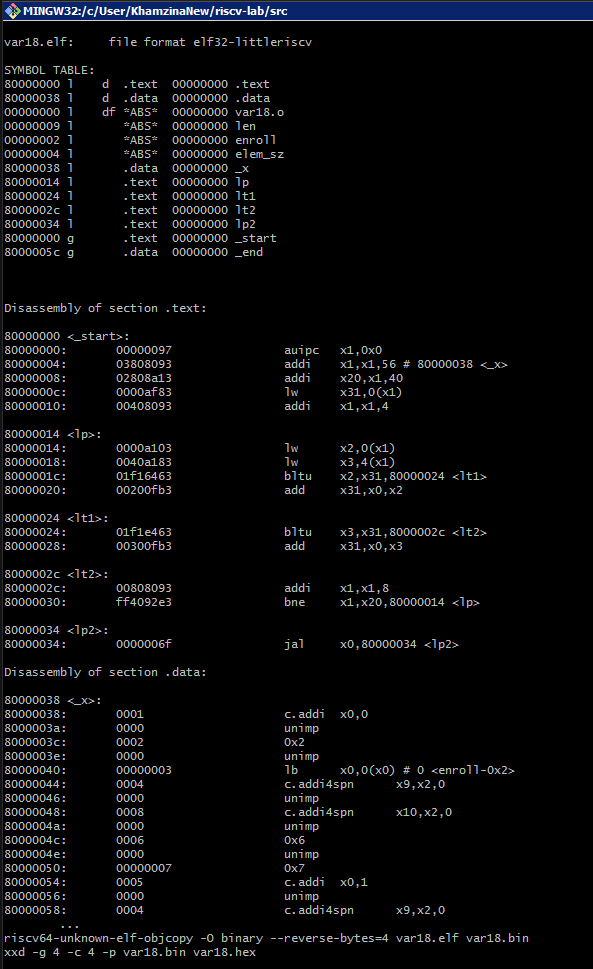 MINGW32:/c/User/KhamzinaNew/riscv-lab/src
var18.elf:     file format elf32-littleriscv
SYMBOL TABLE:
80000000 l    d  .text  00000000 .text
80000038 l    d  .data  00000000 .data
00000000 l    df *ABS*  00000000 var18.o
00000009 l       *ABS*  00000000 len
00000002 l       *ABS*  00000000 enroll
00000004 l       *ABS*  00000000 elem_sz
80000038 l       .data  00000000 _x
80000014 l       .text  00000000 lp
80000024 l       .text  00000000 lt1
8000002c l       .text  00000000 lt2
80000034 l       .text  00000000 lp2
80000000 g       .text  00000000 _start
8000005c g       .data  00000000 _end
Disassembly of section .text:
80000000 <_start>:
80000000:       00000097                auipc   x1,0x0
80000004:       03808093                addi    x1,x1,56 # 80000038 <_x>
80000008:       02808a13                addi    x20,x1,40
8000000c:       0000af83                lw      x31,0(x1)
80000010:       00408093                addi    x1,x1,4
80000014 <lp>:
80000014:       0000a103                lw      x2,0(x1)
80000018:       0040a183                lw      x3,4(x1)
8000001c:       01f16463                bltu    x2,x31,80000024 <lt1>
80000020:       00200fb3                add     x31,x0,x2
80000024 <lt1>:
80000024:       01f1e463                bltu    x3,x31,8000002c <lt2>
80000028:       00300fb3                add     x31,x0,x3
8000002c <lt2>:
8000002c:       00808093                addi    x1,x1,8
80000030:       ff4092e3                bne     x1,x20,80000014 <lp>
80000034 <lp2>:
80000034:       0000006f                jal     x0,80000034 <lp2>
Disassembly of section .data:
80000038 <_x>:
80000038:       0001                    c.addi  x0,0
8000003a:       0000                    unimp
8000003c:       0002                    0x2
8000003e:       0000                    unimp
80000040:       00000003                lb      x0,0(x0) # 0 <enroll-0x2>
80000044:       0004                    c.addi4spn      x9,x2,0
80000046:       0000                    unimp
80000048:       0008                    c.addi4spn      x10,x2,0
8000004a:       0000                    unimp
8000004c:       0006                    0x6
8000004e:       0000                    unimp
80000050:       00000007                0x7
80000054:       0005                    c.addi  x0,1
80000056:       0000                    unimp
80000058:       0004                    c.addi4spn      x9,x2,0
        ...
riscv64-unknown-elf-objcopy -O binary --reverse-bytes=4 var18.elf var18.bin
xxd -g 4 -c 4 -p var18.bin var18.hex